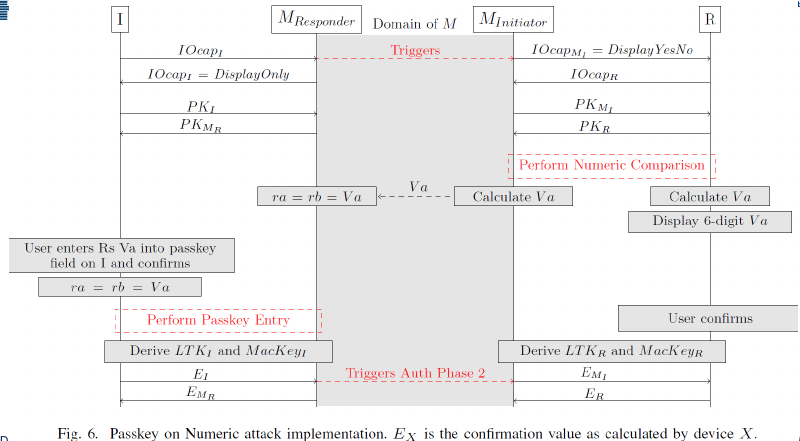 I
M_Responder
Domain of M
M_Initiator
R
IOcap_I
Triggers
IOcap_{M_I} = DisplayYesNo
IOcap_I = DisplayOnly
IOcap_R
PK_I
PK_{M_I}
PK_{M_R}
PK_R
Perform Numeric Comparison
ra = rb = Va
Va
Calculate Va
Calculate Va
Display 6-digit Va
User enters Rs Va into passkey
field on I and confirms
ra = rb = Va
Perform Passkey Entry
User confirms
Derive LTK_I and MacKey_I
Derive LTK_R and MacKey_R
E_I
Triggers Auth Phase 2
E_{M_I}
E_{M_R}
E_R
Fig. 6. Passkey on Numeric attack implementation. E_X is the confirmation value as calculated by device X.